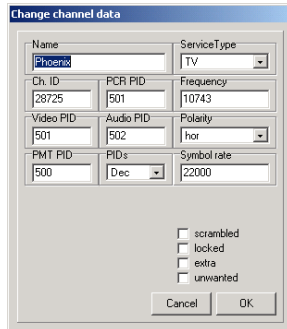 Change channel data
Name ServiceType
Phoenix TV
Ch. ID PCR PID Frequency
28725 501 10743
Video PID Audio PID Polarity
501 502 hor
PMT PID PIDs Symbol rate
500 Dec 22000
scrambled
locked
extra
unwanted
Cancel OK